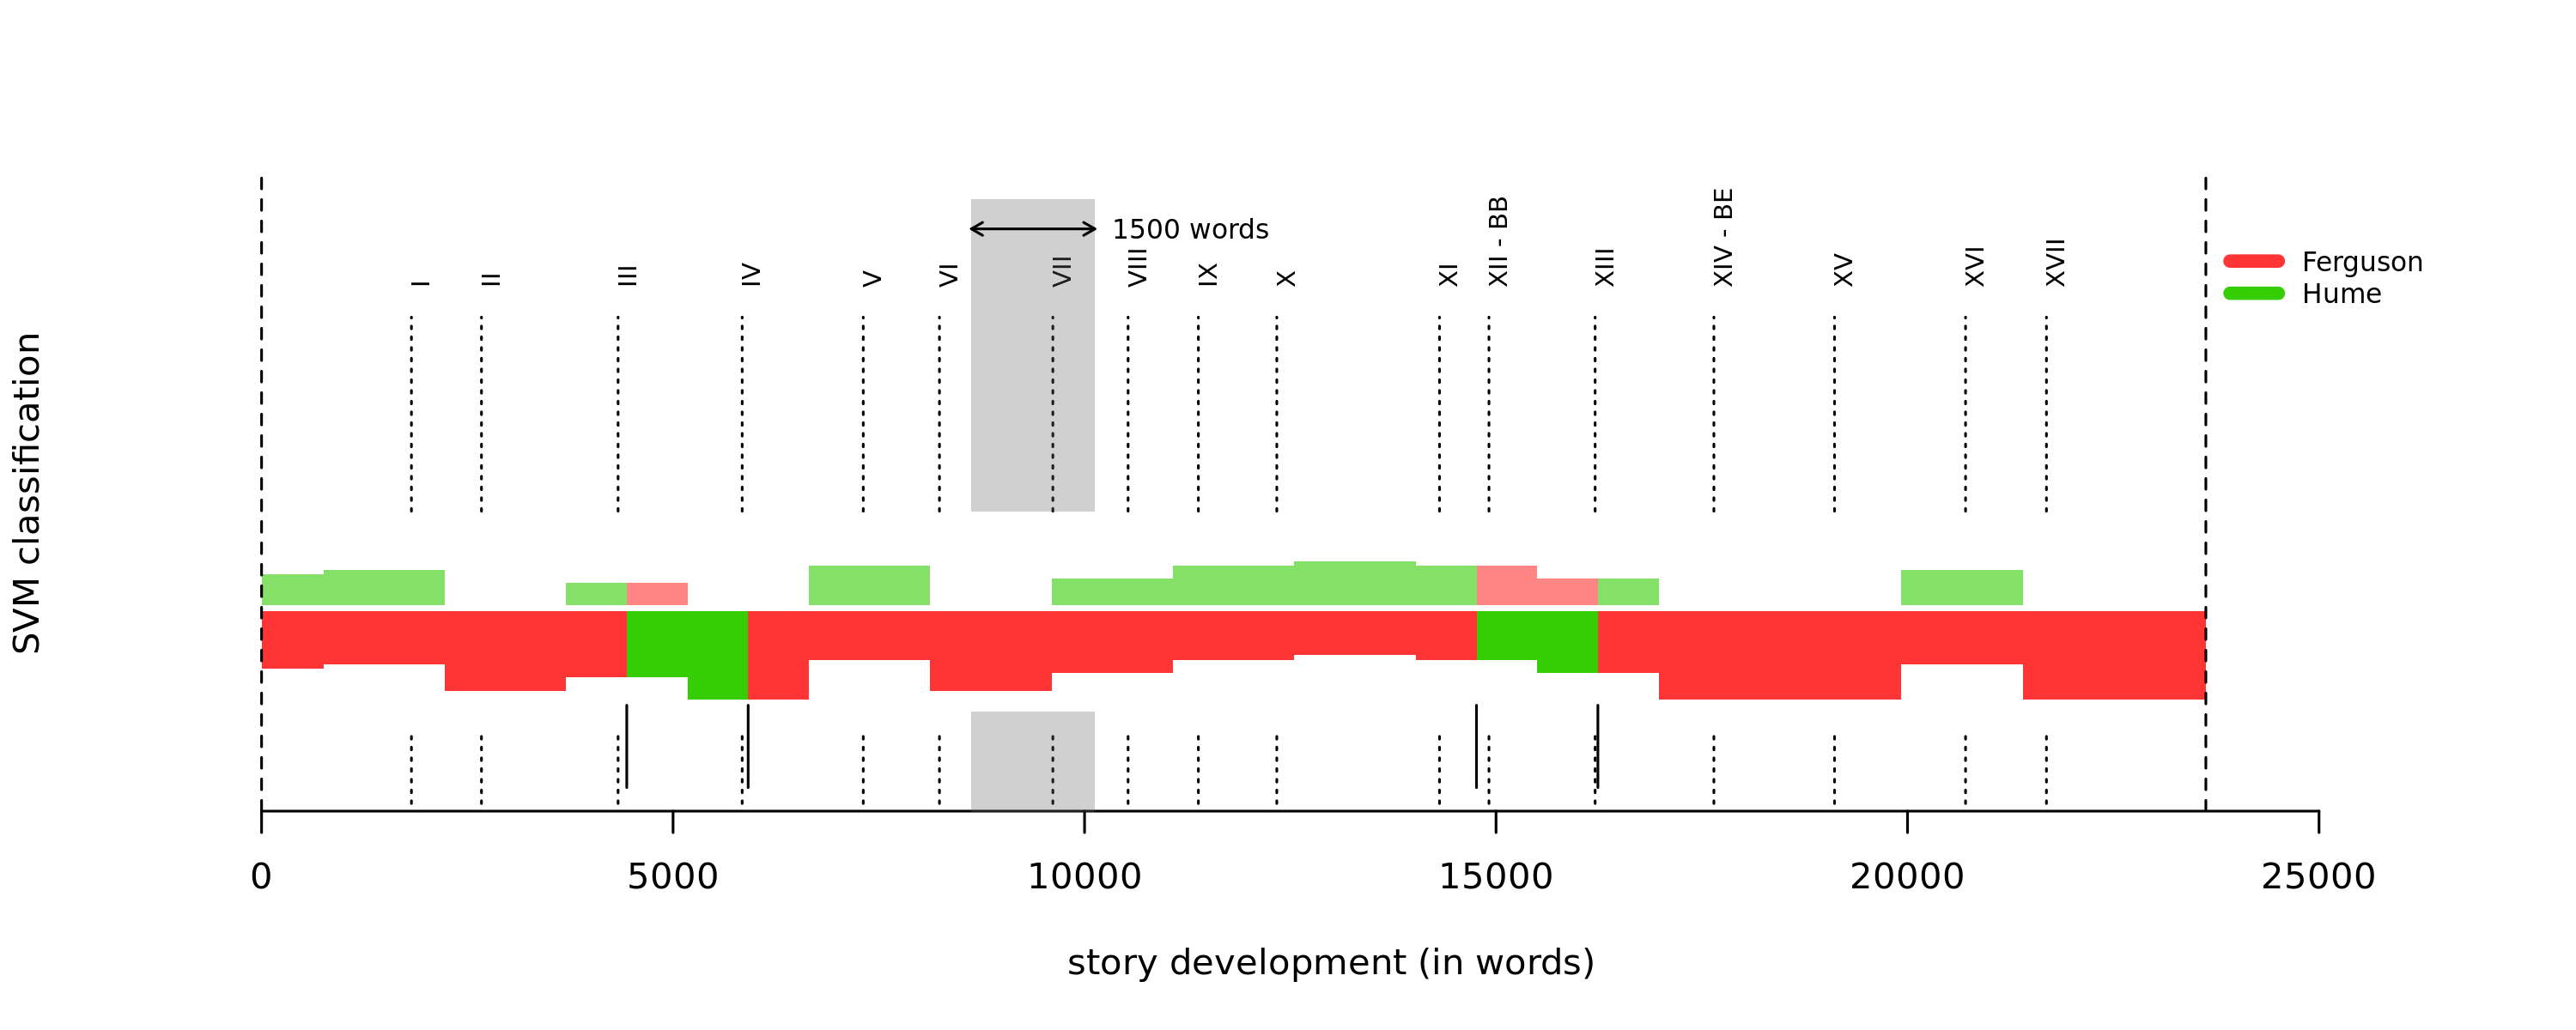 SVM classification
1500 words
I
II
III
IV
V
VI
VII
VIII
IX
X
XI
XII - BB
XIII
XIV - BE
XV
XVI
XVII
Ferguson
Hume
0
5000
10000
15000
20000
25000
story development (in words)